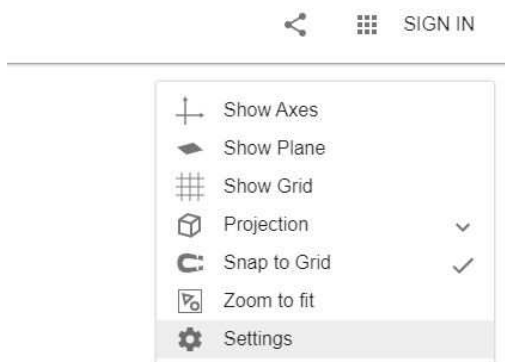 SIGN IN
Show Axes
Show Plane
Show Grid
Projection
Snap to Grid
Zoom to fit
Settings